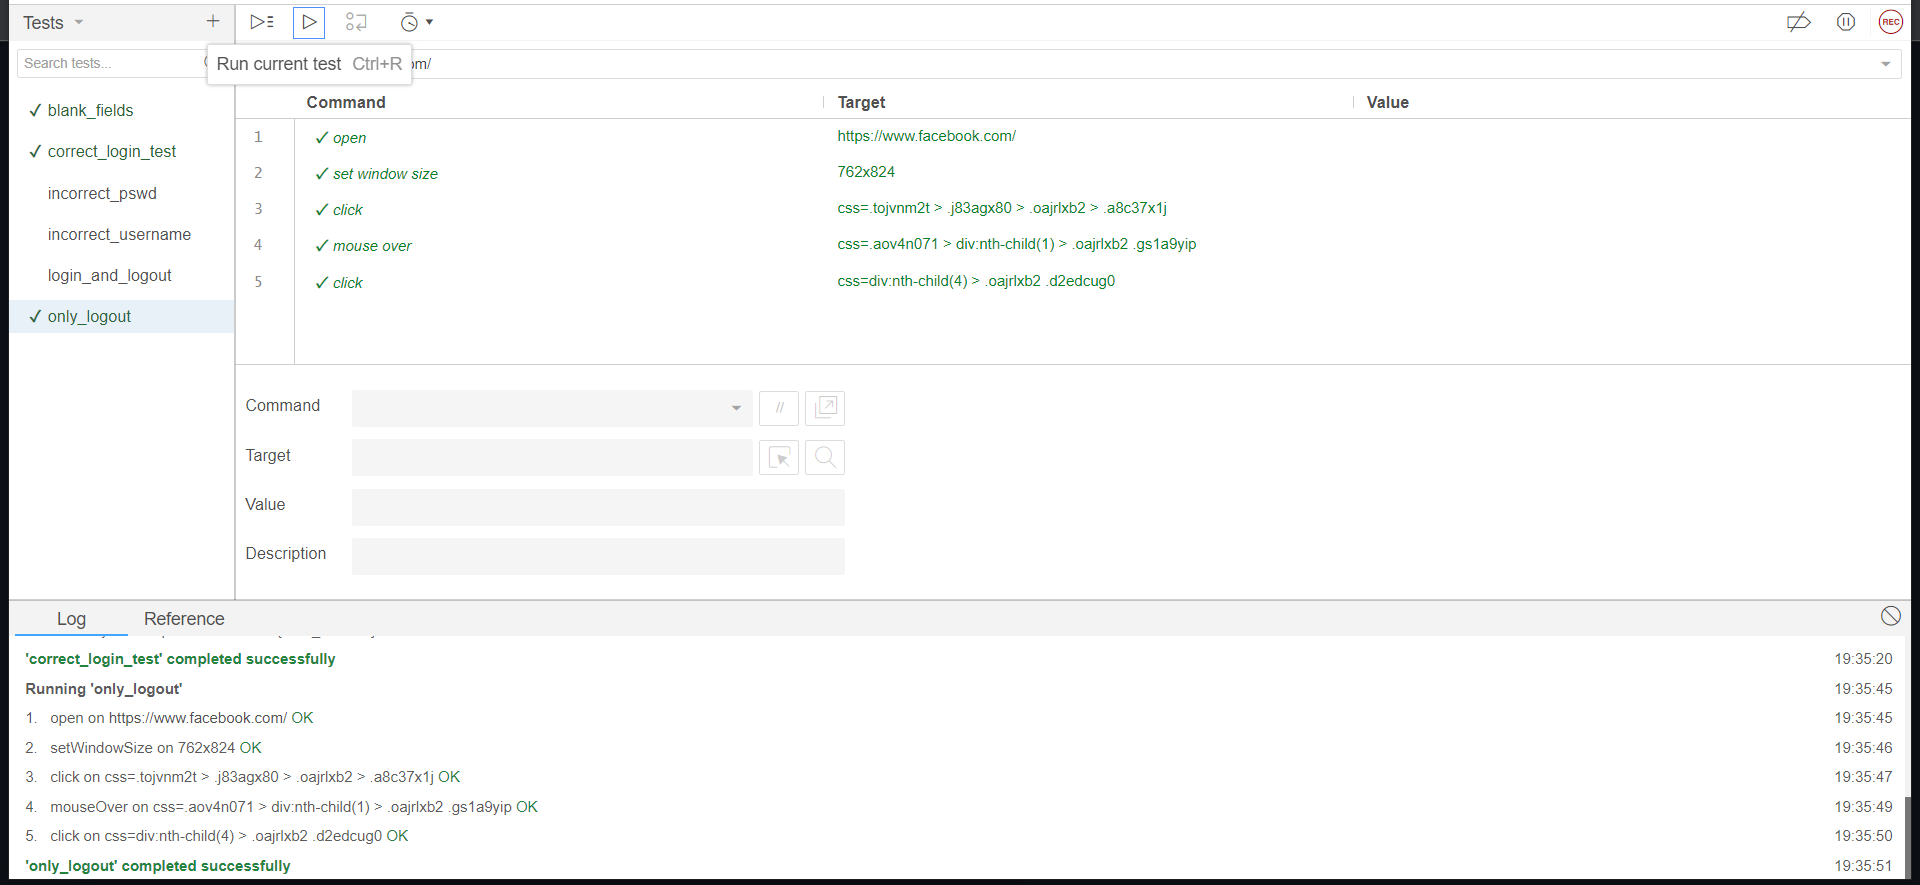 Tests
REC
Search tests...
Run current test Ctrl+R
om/
Command Target Value
blank_fields
correct_login_test
incorrect_pswd
incorrect_username
login_and_logout
only_logout
1 open https://www.facebook.com/
2 set window size 762x824
3 click css=.tojvnm2t > .j83agx80 > .oajrlxb2 > .a8c37x1j
4 mouse over css=.aov4n071 > div:nth-child(1) > .oajrlxb2 .gs1a9yip
5 click css=div:nth-child(4) > .oajrlxb2 .d2edcug0
Command //
Target
Value
Description
Log Reference
'correct_login_test' completed successfully 19:35:20
Running 'only_logout' 19:35:45
1. open on https://www.facebook.com/ OK 19:35:45
2. setWindowSize on 762x824 OK 19:35:46
3. click on css=.tojvnm2t > .j83agx80 > .oajrlxb2 > .a8c37x1j OK 19:35:47
4. mouseOver on css=.aov4n071 > div:nth-child(1) > .oajrlxb2 .gs1a9yip OK 19:35:49
5. click on css=div:nth-child(4) > .oajrlxb2 .d2edcug0 OK 19:35:50
'only_logout' completed successfully 19:35:51